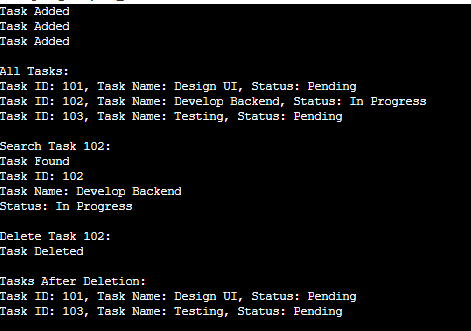 Task Added
Task Added
Task Added
All Tasks:
Task ID: 101, Task Name: Design UI, Status: Pending
Task ID: 102, Task Name: Develop Backend, Status: In Progress
Task ID: 103, Task Name: Testing, Status: Pending
Search Task 102:
Task Found
Task ID: 102
Task Name: Develop Backend
Status: In Progress
Delete Task 102:
Task Deleted
Tasks After Deletion:
Task ID: 101, Task Name: Design UI, Status: Pending
Task ID: 103, Task Name: Testing, Status: Pending